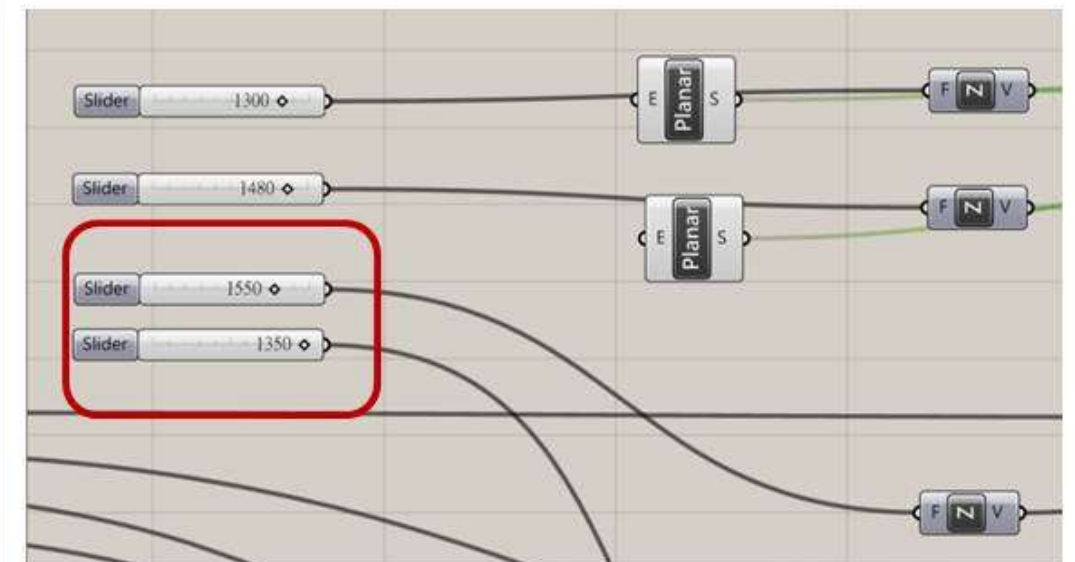 Slider 1300
E Planar S
F Z V
Slider 1480
E Planar S
F Z V
Slider 1550
Slider 1350
F Z V